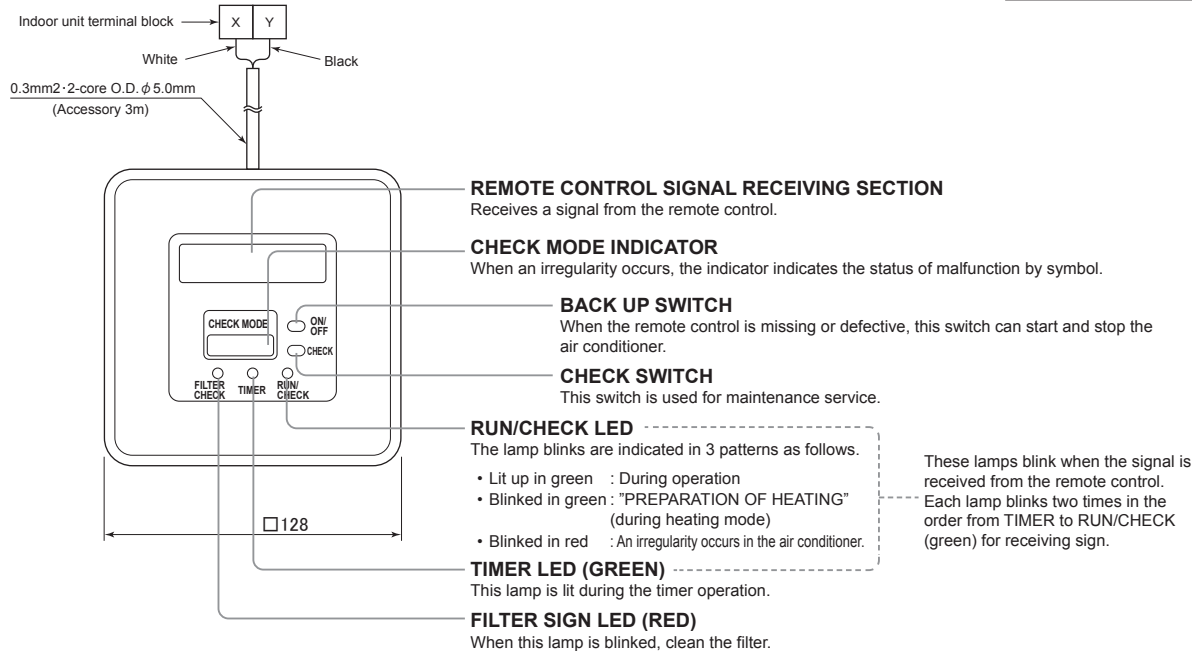 Indoor unit terminal block
X Y
White
Black
0.3mm2･2-core O.D.φ5.0mm
(Accessory 3m)
REMOTE CONTROL SIGNAL RECEIVING SECTION
Receives a signal from the remote control.
CHECK MODE INDICATOR
When an irregularity occurs, the indicator indicates the status of malfunction by symbol.
BACK UP SWITCH
When the remote control is missing or defective, this switch can start and stop the
air conditioner.
CHECK SWITCH
This switch is used for maintenance service.
CHECK MODE
ON/
OFF
CHECK
FILTER
CHECK
TIMER
RUN/
CHECK
RUN/CHECK LED
The lamp blinks are indicated in 3 patterns as follows.
• Lit up in green : During operation
• Blinked in green : ”PREPARATION OF HEATING”
(during heating mode)
• Blinked in red : An irregularity occurs in the air conditioner.
These lamps blink when the signal is
received from the remote control.
Each lamp blinks two times in the
order from TIMER to RUN/CHECK
(green) for receiving sign.
□128
TIMER LED (GREEN)
This lamp is lit during the timer operation.
FILTER SIGN LED (RED)
When this lamp is blinked, clean the filter.